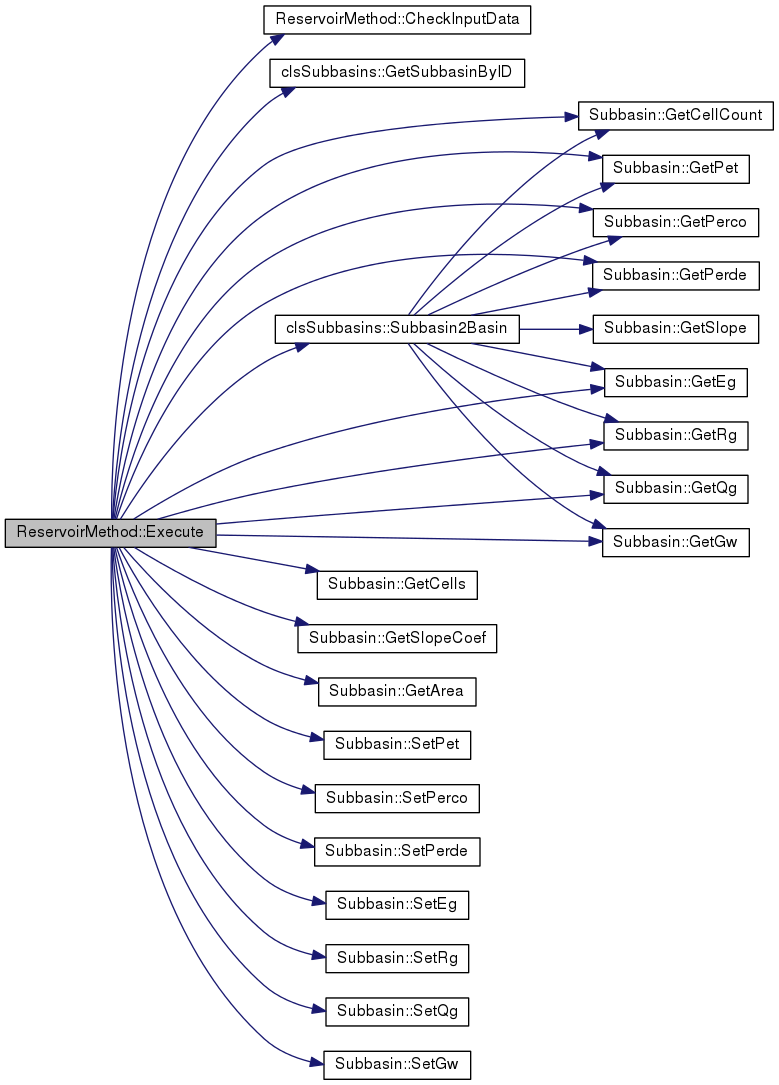 ReservoirMethod::CheckInputData
clsSubbasins::GetSubbasinByID
Subbasin::GetCellCount
Subbasin::GetPet
Subbasin::GetPerco
Subbasin::GetPerde
clsSubbasins::Subbasin2Basin
Subbasin::GetSlope
Subbasin::GetEg
Subbasin::GetRg
Subbasin::GetQg
ReservoirMethod::Execute
Subbasin::GetGw
Subbasin::GetCells
Subbasin::GetSlopeCoef
Subbasin::GetArea
Subbasin::SetPet
Subbasin::SetPerco
Subbasin::SetPerde
Subbasin::SetEg
Subbasin::SetRg
Subbasin::SetQg
Subbasin::SetGw